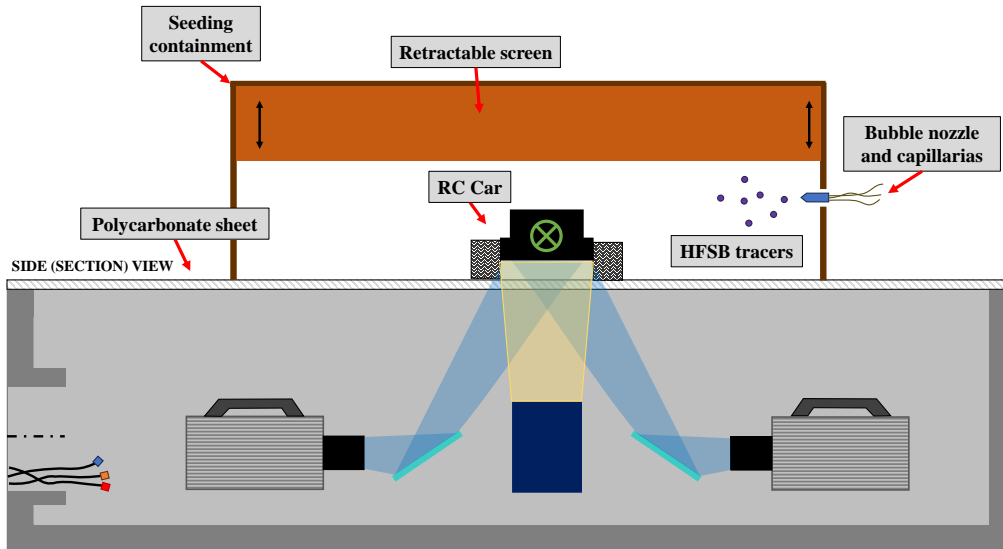 Seeding
containment
Retractable screen
Bubble nozzle
and capillarias
RC Car
Polycarbonate sheet
HFSB tracers
SIDE (SECTION) VIEW